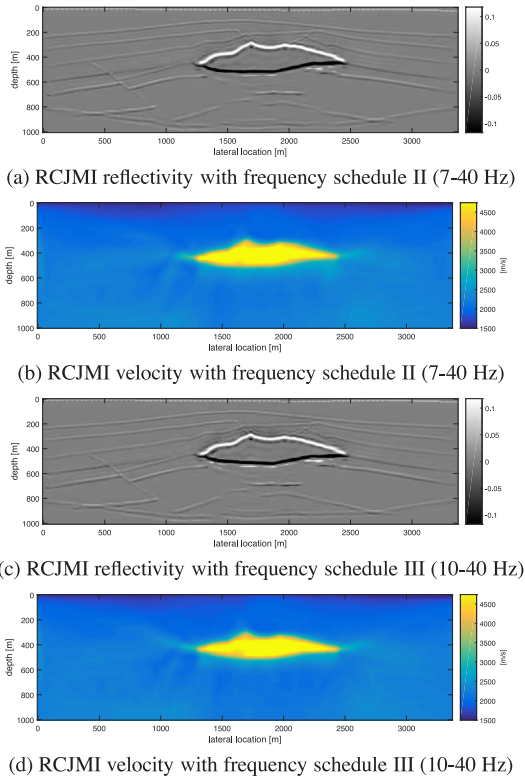 0
200
400
600
800
1000
depth [m]
0 500 1000 1500 2000 2500 3000
lateral location [m]
0.1
0.05
0
-0.05
-0.1
(a) RCJMI reflectivity with frequency schedule II (7-40 Hz)
0
200
400
600
800
1000
depth [m]
0 500 1000 1500 2000 2500 3000
lateral location [m]
4500
4000
3500
3000
2500
2000
1500
[m/s]
(b) RCJMI velocity with frequency schedule II (7-40 Hz)
0
200
400
600
800
1000
depth [m]
0 500 1000 1500 2000 2500 3000
lateral location [m]
0.1
0.05
0
-0.05
-0.1
(c) RCJMI reflectivity with frequency schedule III (10-40 Hz)
0
200
400
600
800
1000
depth [m]
0 500 1000 1500 2000 2500 3000
lateral location [m]
4500
4000
3500
3000
2500
2000
1500
[m/s]
(d) RCJMI velocity with frequency schedule III (10-40 Hz)